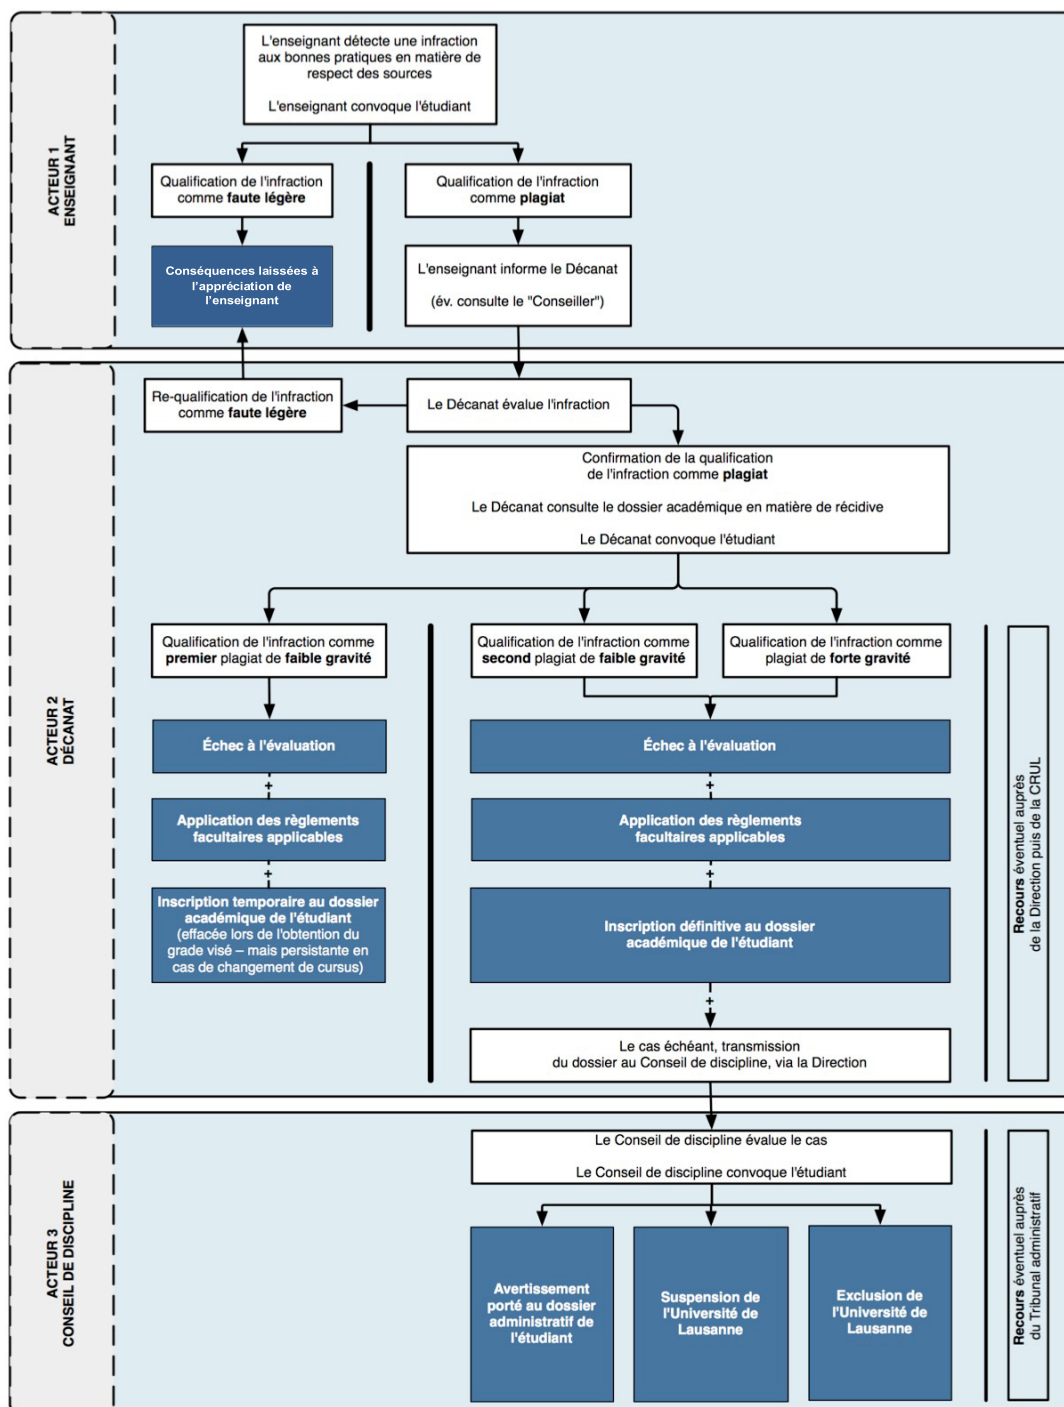 ACTEUR 1
ENSEIGNANT
L'enseignant détecte une infraction
aux bonnes pratiques en matière de
respect des sources
L'enseignant convoque l'étudiant
Qualification de l'infraction
comme faute légère
Qualification de l'infraction
comme plagiat
Conséquences laissées à
l'appréciation de
l'enseignant
L'enseignant informe le Décanat
(év. consulte le "Conseiller")
ACTEUR 2
DÉCANAT
Re-qualification de l'infraction
comme faute légère
Le Décanat évalue l'infraction
Confirmation de la qualification
de l'infraction comme plagiat
Le Décanat consulte le dossier académique en matière de récidive
Le Décanat convoque l'étudiant
Qualification de l'infraction comme
premier plagiat de faible gravité
Qualification de l'infraction comme
second plagiat de faible gravité
Qualification de l'infraction comme
plagiat de forte gravité
Échec à l'évaluation
+
Application des règlements
facultaires applicables
+
Inscription temporaire au dossier
académique de l'étudiant
(effacée lors de l'obtention du
grade visé – mais persistante en
cas de changement de cursus)
Échec à l'évaluation
+
Application des règlements
facultaires applicables
+
Inscription définitive au dossier
académique de l'étudiant
+
Le cas échéant, transmission
du dossier au Conseil de discipline, via la Direction
Recours éventuel auprès
de la Direction puis de la CRUL
ACTEUR 3
CONSEIL DE DISCIPLINE
Le Conseil de discipline évalue le cas
Le Conseil de discipline convoque l'étudiant
Avertissement
porté au dossier
administratif de
l'étudiant
Suspension de
l'Université de
Lausanne
Exclusion de
l'Université de
Lausanne
Recours éventuel auprès
du Tribunal administratif